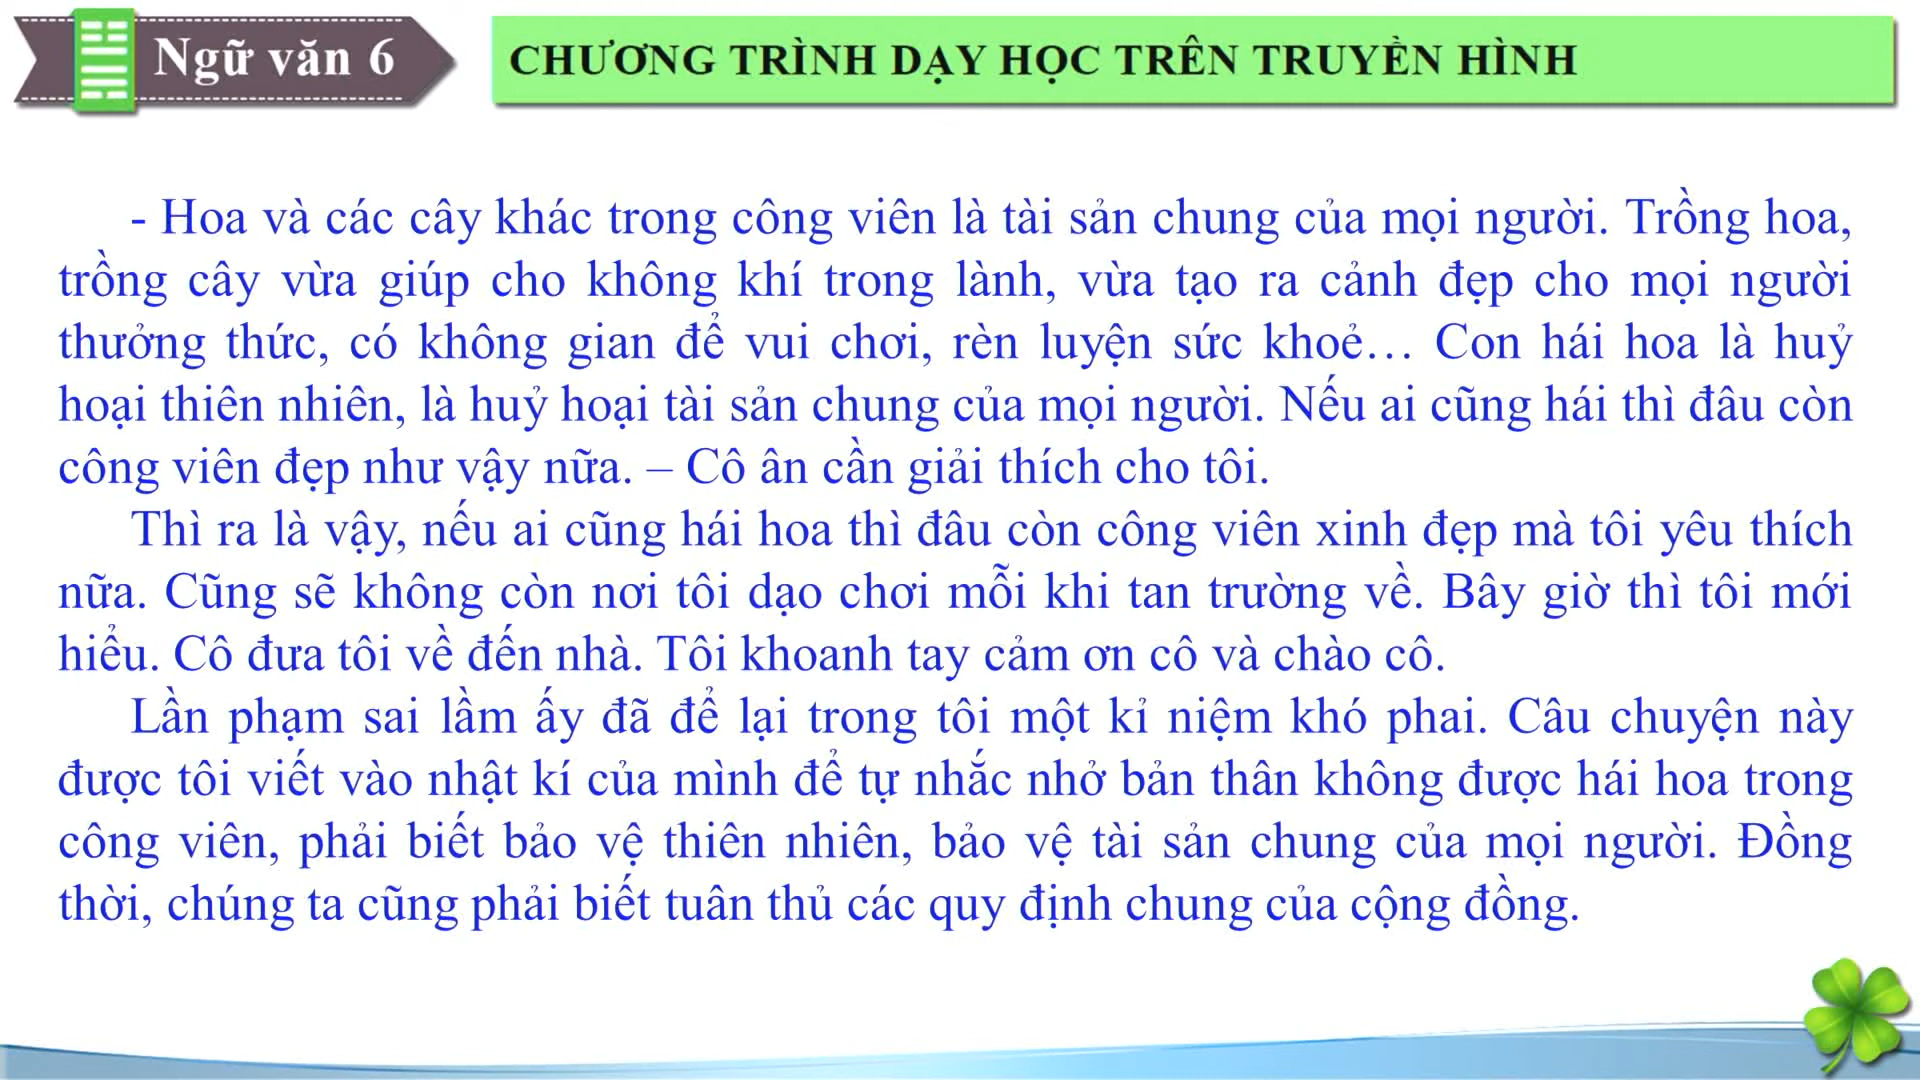 Ngữ văn 6
CHƯƠNG TRÌNH DẠY HỌC TRÊN TRUYỀN HÌNH
- Hoa và các cây khác trong công viên là tài sản chung của mọi người. Trồng hoa,
trồng cây vừa giúp cho không khí trong lành, vừa tạo ra cảnh đẹp cho mọi người
thưởng thức, có không gian để vui chơi, rèn luyện sức khoẻ… Con hái hoa là huỷ
hoại thiên nhiên, là huỷ hoại tài sản chung của mọi người. Nếu ai cũng hái thì đâu còn
công viên đẹp như vậy nữa. – Cô ân cần giải thích cho tôi.
Thì ra là vậy, nếu ai cũng hái hoa thì đâu còn công viên xinh đẹp mà tôi yêu thích
nữa. Cũng sẽ không còn nơi tôi dạo chơi mỗi khi tan trường về. Bây giờ thì tôi mới
hiểu. Cô đưa tôi về đến nhà. Tôi khoanh tay cảm ơn cô và chào cô.
Lần phạm sai lầm ấy đã để lại trong tôi một kỉ niệm khó phai. Câu chuyện này
được tôi viết vào nhật kí của mình để tự nhắc nhở bản thân không được hái hoa trong
công viên, phải biết bảo vệ thiên nhiên, bảo vệ tài sản chung của mọi người. Đồng
thời, chúng ta cũng phải biết tuân thủ các quy định chung của cộng đồng.